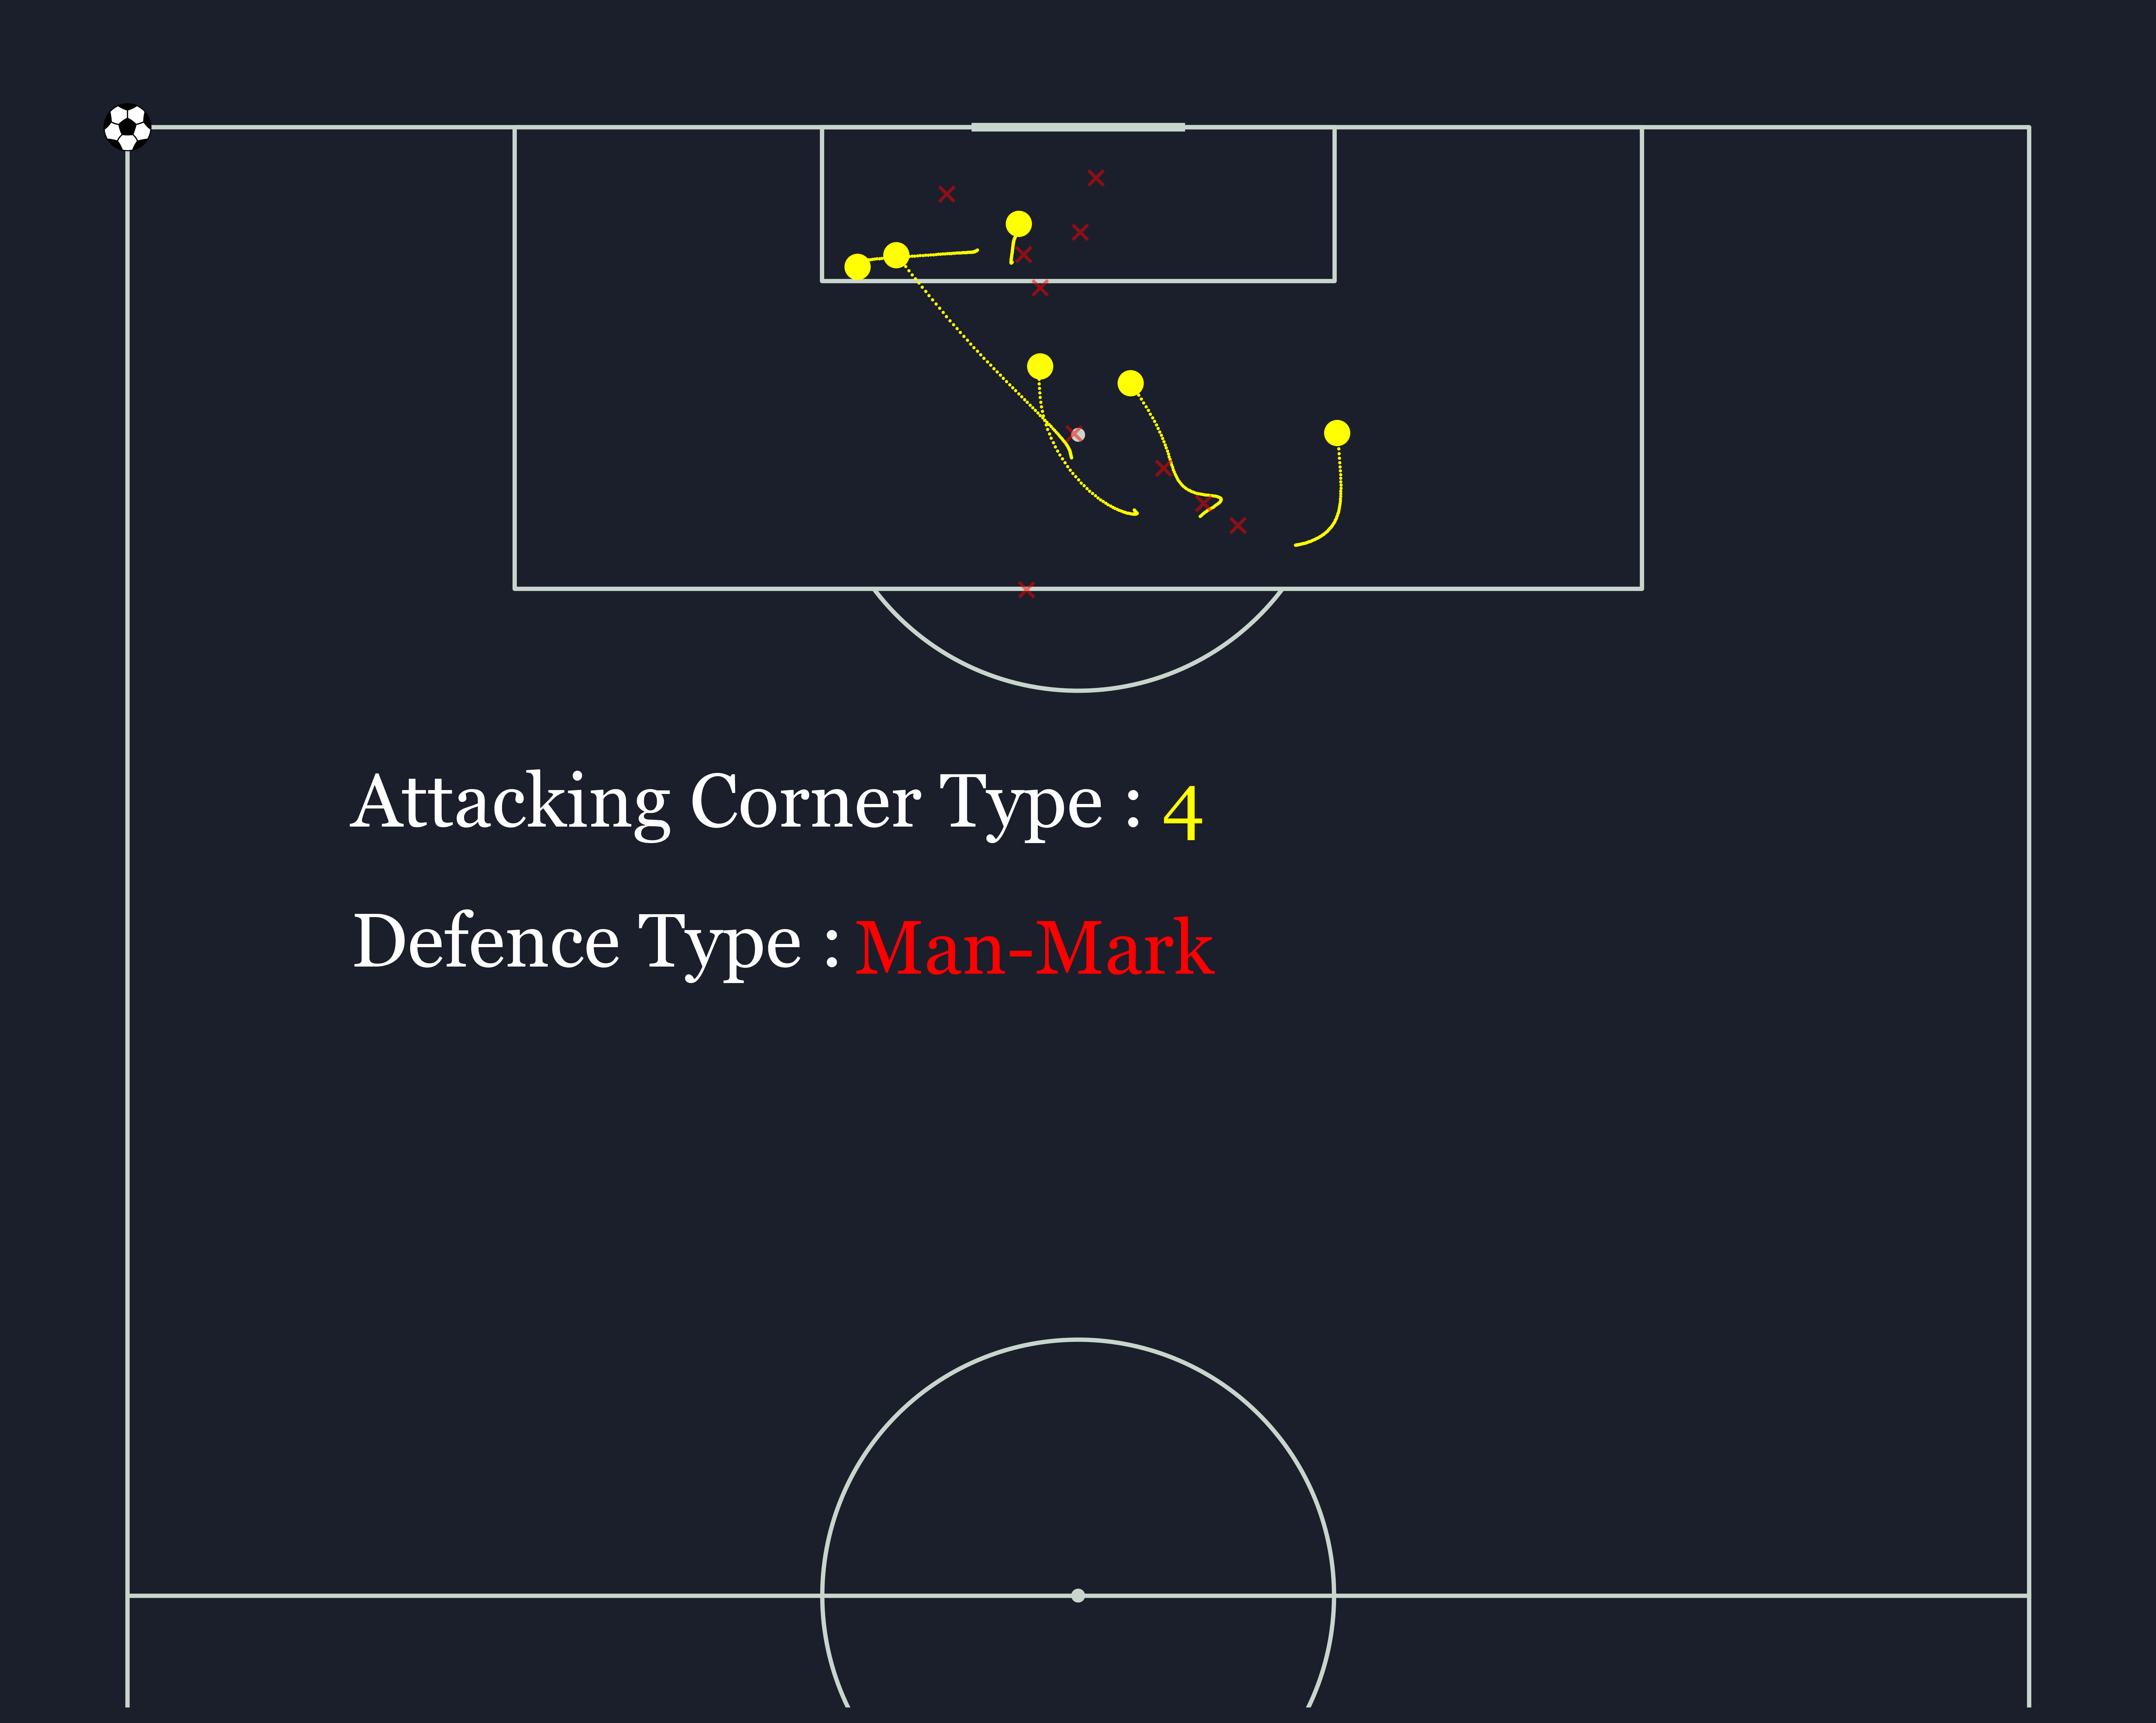 Attacking Corner Type : 4
Defence Type : Man-Mark